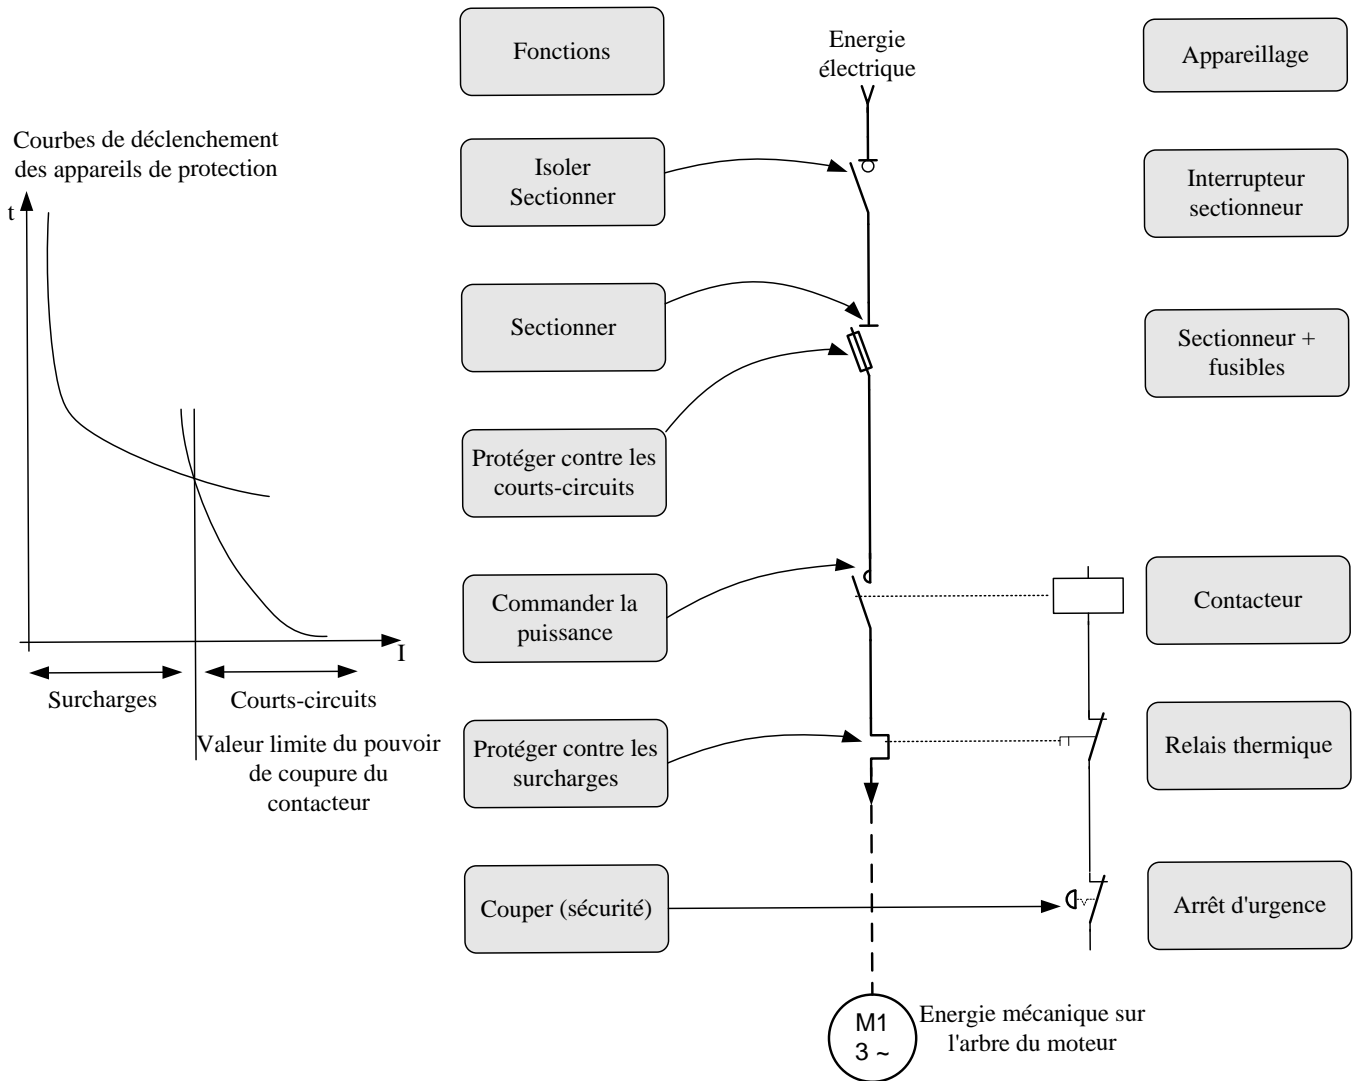 Fonctions
Energie
électrique
Appareillage
Courbes de déclenchement
des appareils de protection
t
I
Surcharges
Courts-circuits
Valeur limite du pouvoir
de coupure du
contacteur
Isoler
Sectionner
Interrupteur
sectionneur
Sectionner
Sectionneur +
fusibles
Protéger contre les
courts-circuits
Commander la
puissance
Contacteur
Protéger contre les
surcharges
Relais thermique
Couper (sécurité)
Arrêt d'urgence
M1
3 ~
Energie mécanique sur
l'arbre du moteur